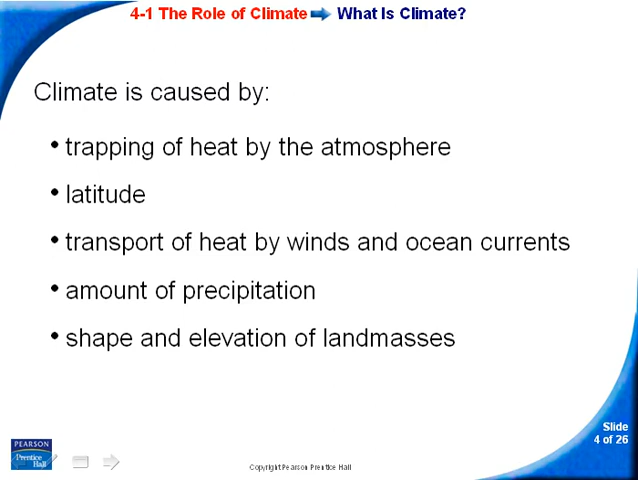 4-1 The Role of Climate What Is Climate?
Climate is caused by:
• trapping of heat by the atmosphere
• latitude
• transport of heat by winds and ocean currents
• amount of precipitation
• shape and elevation of landmasses
Slide
4 of 26
PEARSON
Prentice
Hall
Copyright Pearson Prentice Hall